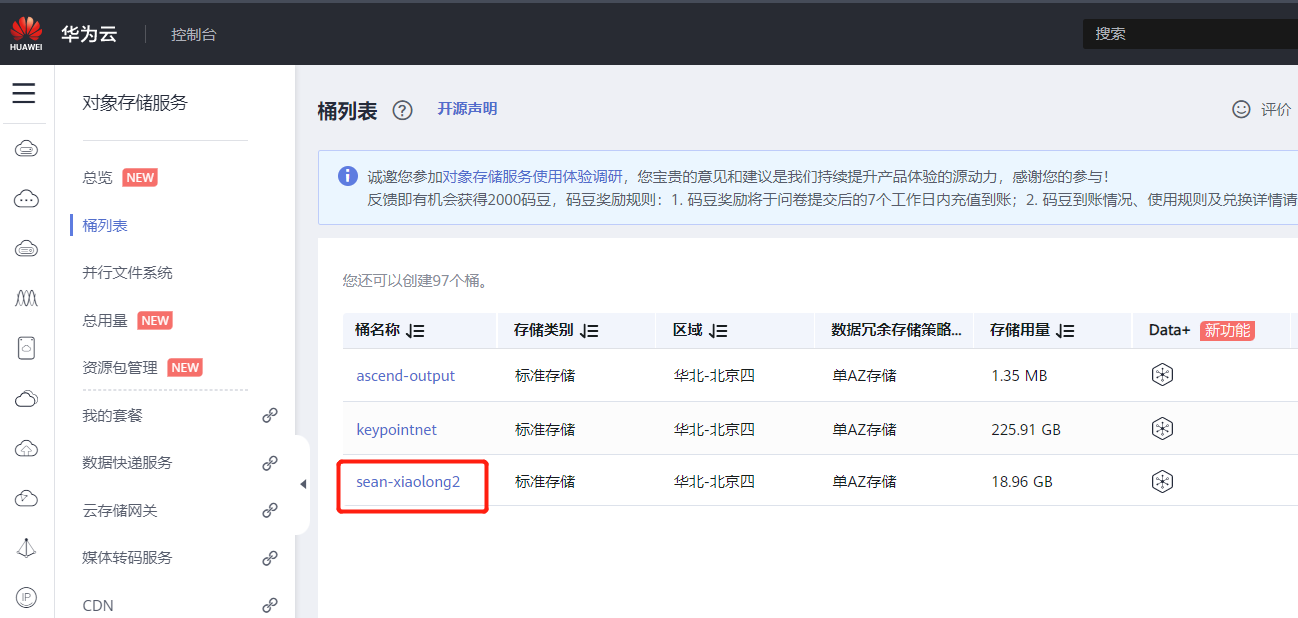 HUAWEI
华为云
控制台
搜索
对象存储服务
总览 NEW
桶列表
并行文件系统
总用量 NEW
资源包管理 NEW
我的套餐
数据快递服务
云存储网关
媒体转码服务
CDN
IP
桶列表 ? 开源声明
评价
诚邀您参加对象存储服务使用体验调研，您宝贵的意见和建议是我们持续提升产品体验的源动力，感谢您的参与！
反馈即有机会获得2000码豆，码豆奖励规则：1. 码豆奖励将于问卷提交后的7个工作日内充值到账；2. 码豆到账情况、使用规则及兑换详情请
您还可以创建97个桶。
桶名称 存储类别 区域 数据冗余存储策略... 存储用量 Data+ 新功能
ascend-output 标准存储 华北-北京四 单AZ存储 1.35 MB
keypointnet 标准存储 华北-北京四 单AZ存储 225.91 GB
sean-xiaolong2 标准存储 华北-北京四 单AZ存储 18.96 GB